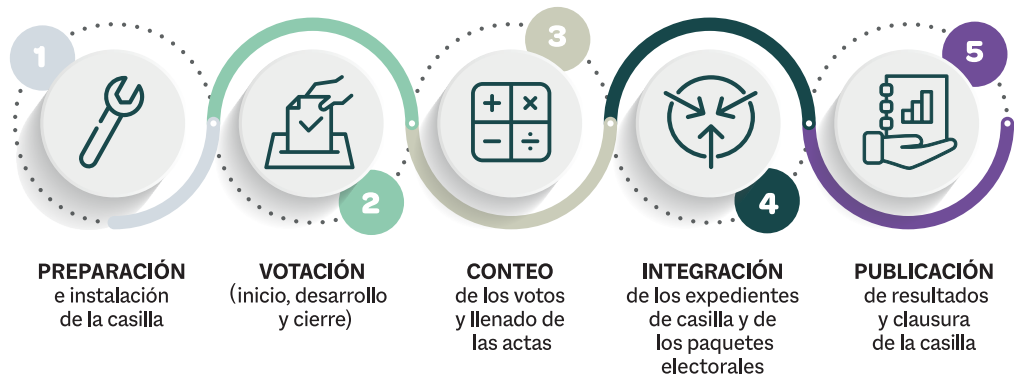 1
PREPARACIÓN
e instalación
de la casilla
2
VOTACIÓN
(inicio, desarrollo
y cierre)
3
CONTEO
de los votos
y llenado de
las actas
4
INTEGRACIÓN
de los expedientes
de casilla y de
los paquetes
electorales
5
PUBLICACIÓN
de resultados
y clausura
de la casilla